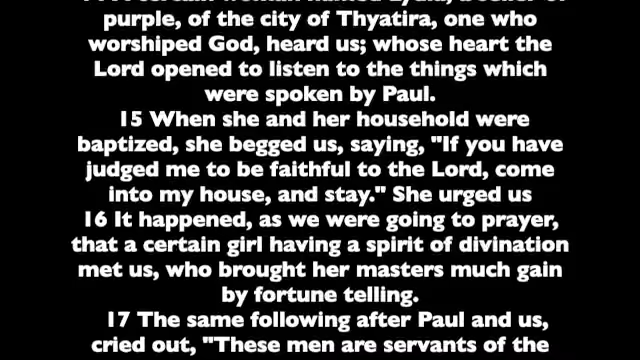 purple, of the city of Thyatira, one who
worshiped God, heard us; whose heart the
Lord opened to listen to the things which
were spoken by Paul.
15 When she and her household were
baptized, she begged us, saying, "If you have
judged me to be faithful to the Lord, come
into my house, and stay." She urged us
16 It happened, as we were going to prayer,
that a certain girl having a spirit of divination
met us, who brought her masters much gain
by fortune telling.
17 The same following after Paul and us,
cried out, "These men are servants of the